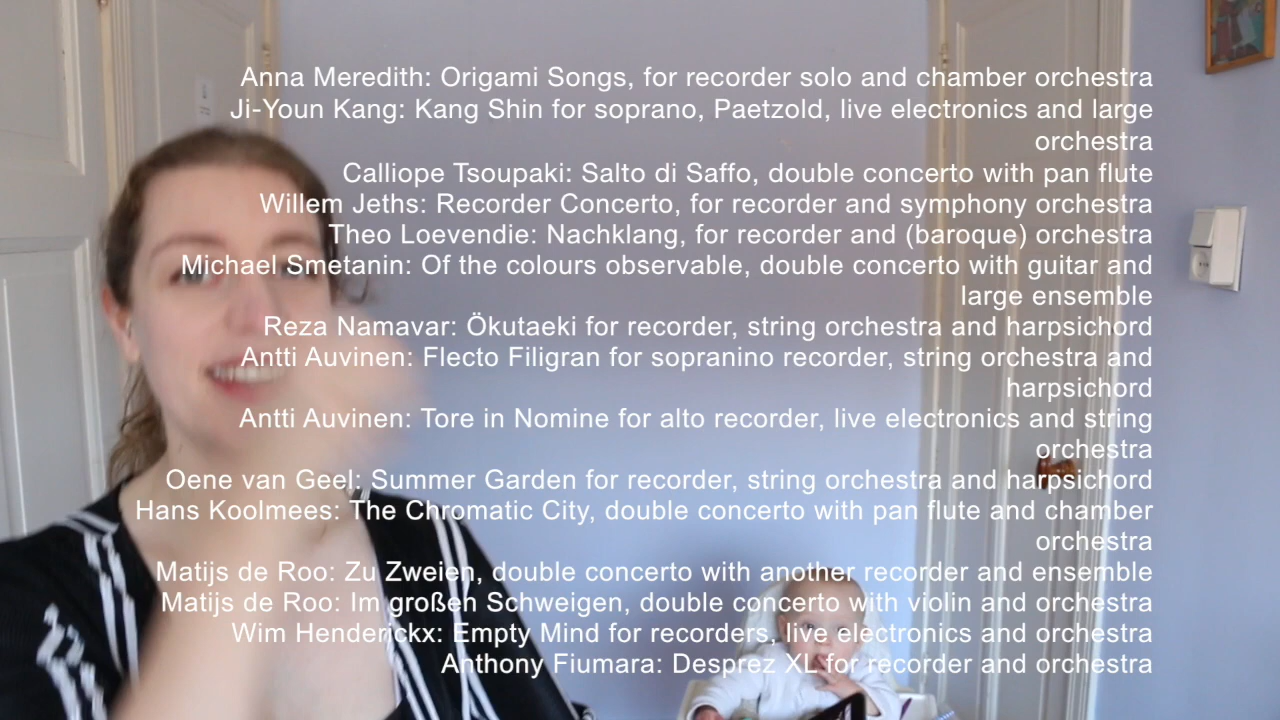 Anna Meredith: Origami Songs, for recorder solo and chamber orchestra
Ji-Youn Kang: Kang Shin for soprano, Paetzold, live electronics and large
orchestra
Calliope Tsoupaki: Salto di Saffo, double concerto with pan flute
Willem Jeths: Recorder Concerto, for recorder and symphony orchestra
Theo Loevendie: Nachklang, for recorder and (baroque) orchestra
Michael Smetanin: Of the colours observable, double concerto with guitar and
large ensemble
Reza Namavar: Ökutaeki for recorder, string orchestra and harpsichord
Antti Auvinen: Flecto Filigran for sopranino recorder, string orchestra and
harpsichord
Antti Auvinen: Tore in Nomine for alto recorder, live electronics and string
orchestra
Oene van Geel: Summer Garden for recorder, string orchestra and harpsichord
Hans Koolmees: The Chromatic City, double concerto with pan flute and chamber
orchestra
Matijs de Roo: Zu Zweien, double concerto with another recorder and ensemble
Matijs de Roo: Im großen Schweigen, double concerto with violin and orchestra
Wim Henderickx: Empty Mind for recorders, live electronics and orchestra
Anthony Fiumara: Desprez XL for recorder and orchestra